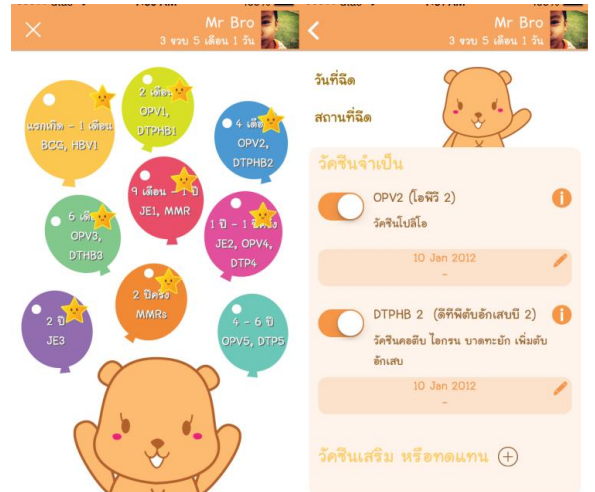 Mr Bro
3 ขวบ 5 เดือน 1 วัน
แรกเกิด - 1 เดือน
BCG, HBV1
2 เดือน
OPV1,
DTPHB1
4
OPV2,
DTPHB2
9 เดือน - 1 ปี
JE1, MMR
6
OPV3,
DTHB3
1 ปี - 1 ปีครึ่ง
JE2, OPV4,
DTP4
2 ปีครึ่ง
MMRs
2 ปี
JE3
4 - 6 ปี
OPV5, DTP5
Mr Bro
3 ขวบ 5 เดือน 1 วัน
วันที่ฉีด
สถานที่ฉีด
วัคซีนจำเป็น
OPV2 (โอพีวี 2)
วัคซีนโปลิโอ
10 Jan 2012
-
DTPHB 2 (ดีทีพีตับอักเสบบี 2)
วัคซีนคอตีบ ไอกรน บาดทะยัก เพิ่มตับ
อักเสบ
10 Jan 2012
-
วัคซีนเสริม หรือทดแทน